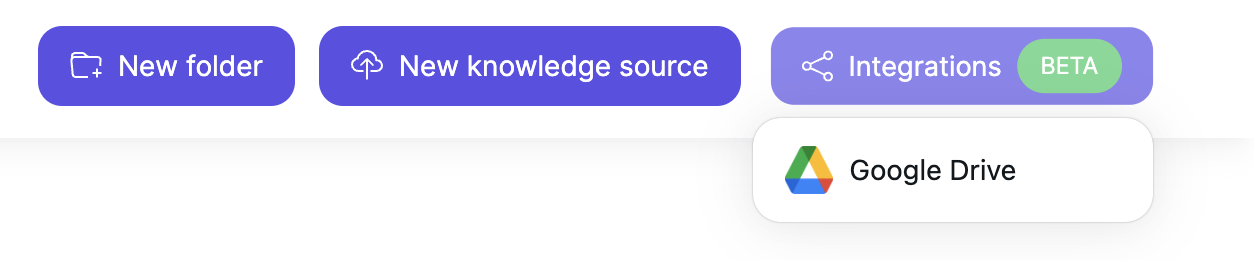 New folder
New knowledge source
Integrations BETA
Google Drive